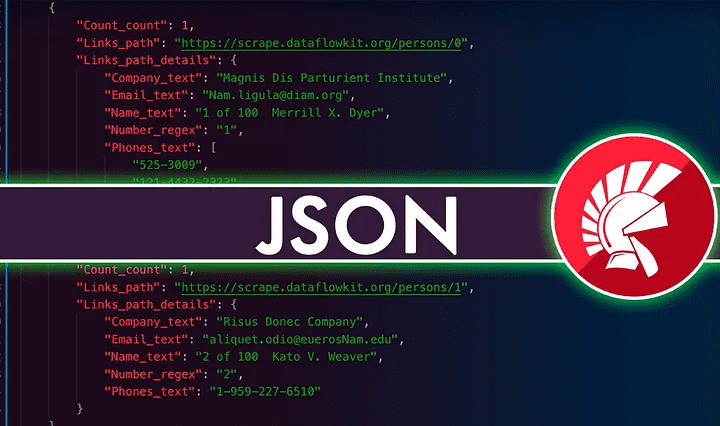 {
"Count_count": 1,
"Links_path": "https://scrape.dataflowkit.org/persons/0",
"Links_path_details": {
"Company_text": "Magnis Dis Parturient Institute",
"Email_text": "Nam.ligula@diam.org",
"Name_text": "1 of 100  Merrill X. Dyer",
"Number_regex": "1",
"Phones_text": [
"525-3009",
"131-4432-2323"
JSON
"Count_count": 1,
"Links_path": "https://scrape.dataflowkit.org/persons/1",
"Links_path_details": {
"Company_text": "Risus Donec Company",
"Email_text": "aliquet.odio@euerosNam.edu",
"Name_text": "2 of 100  Kato V. Weaver",
"Number_regex": "2",
"Phones_text": "1-959-227-6510"
}
}